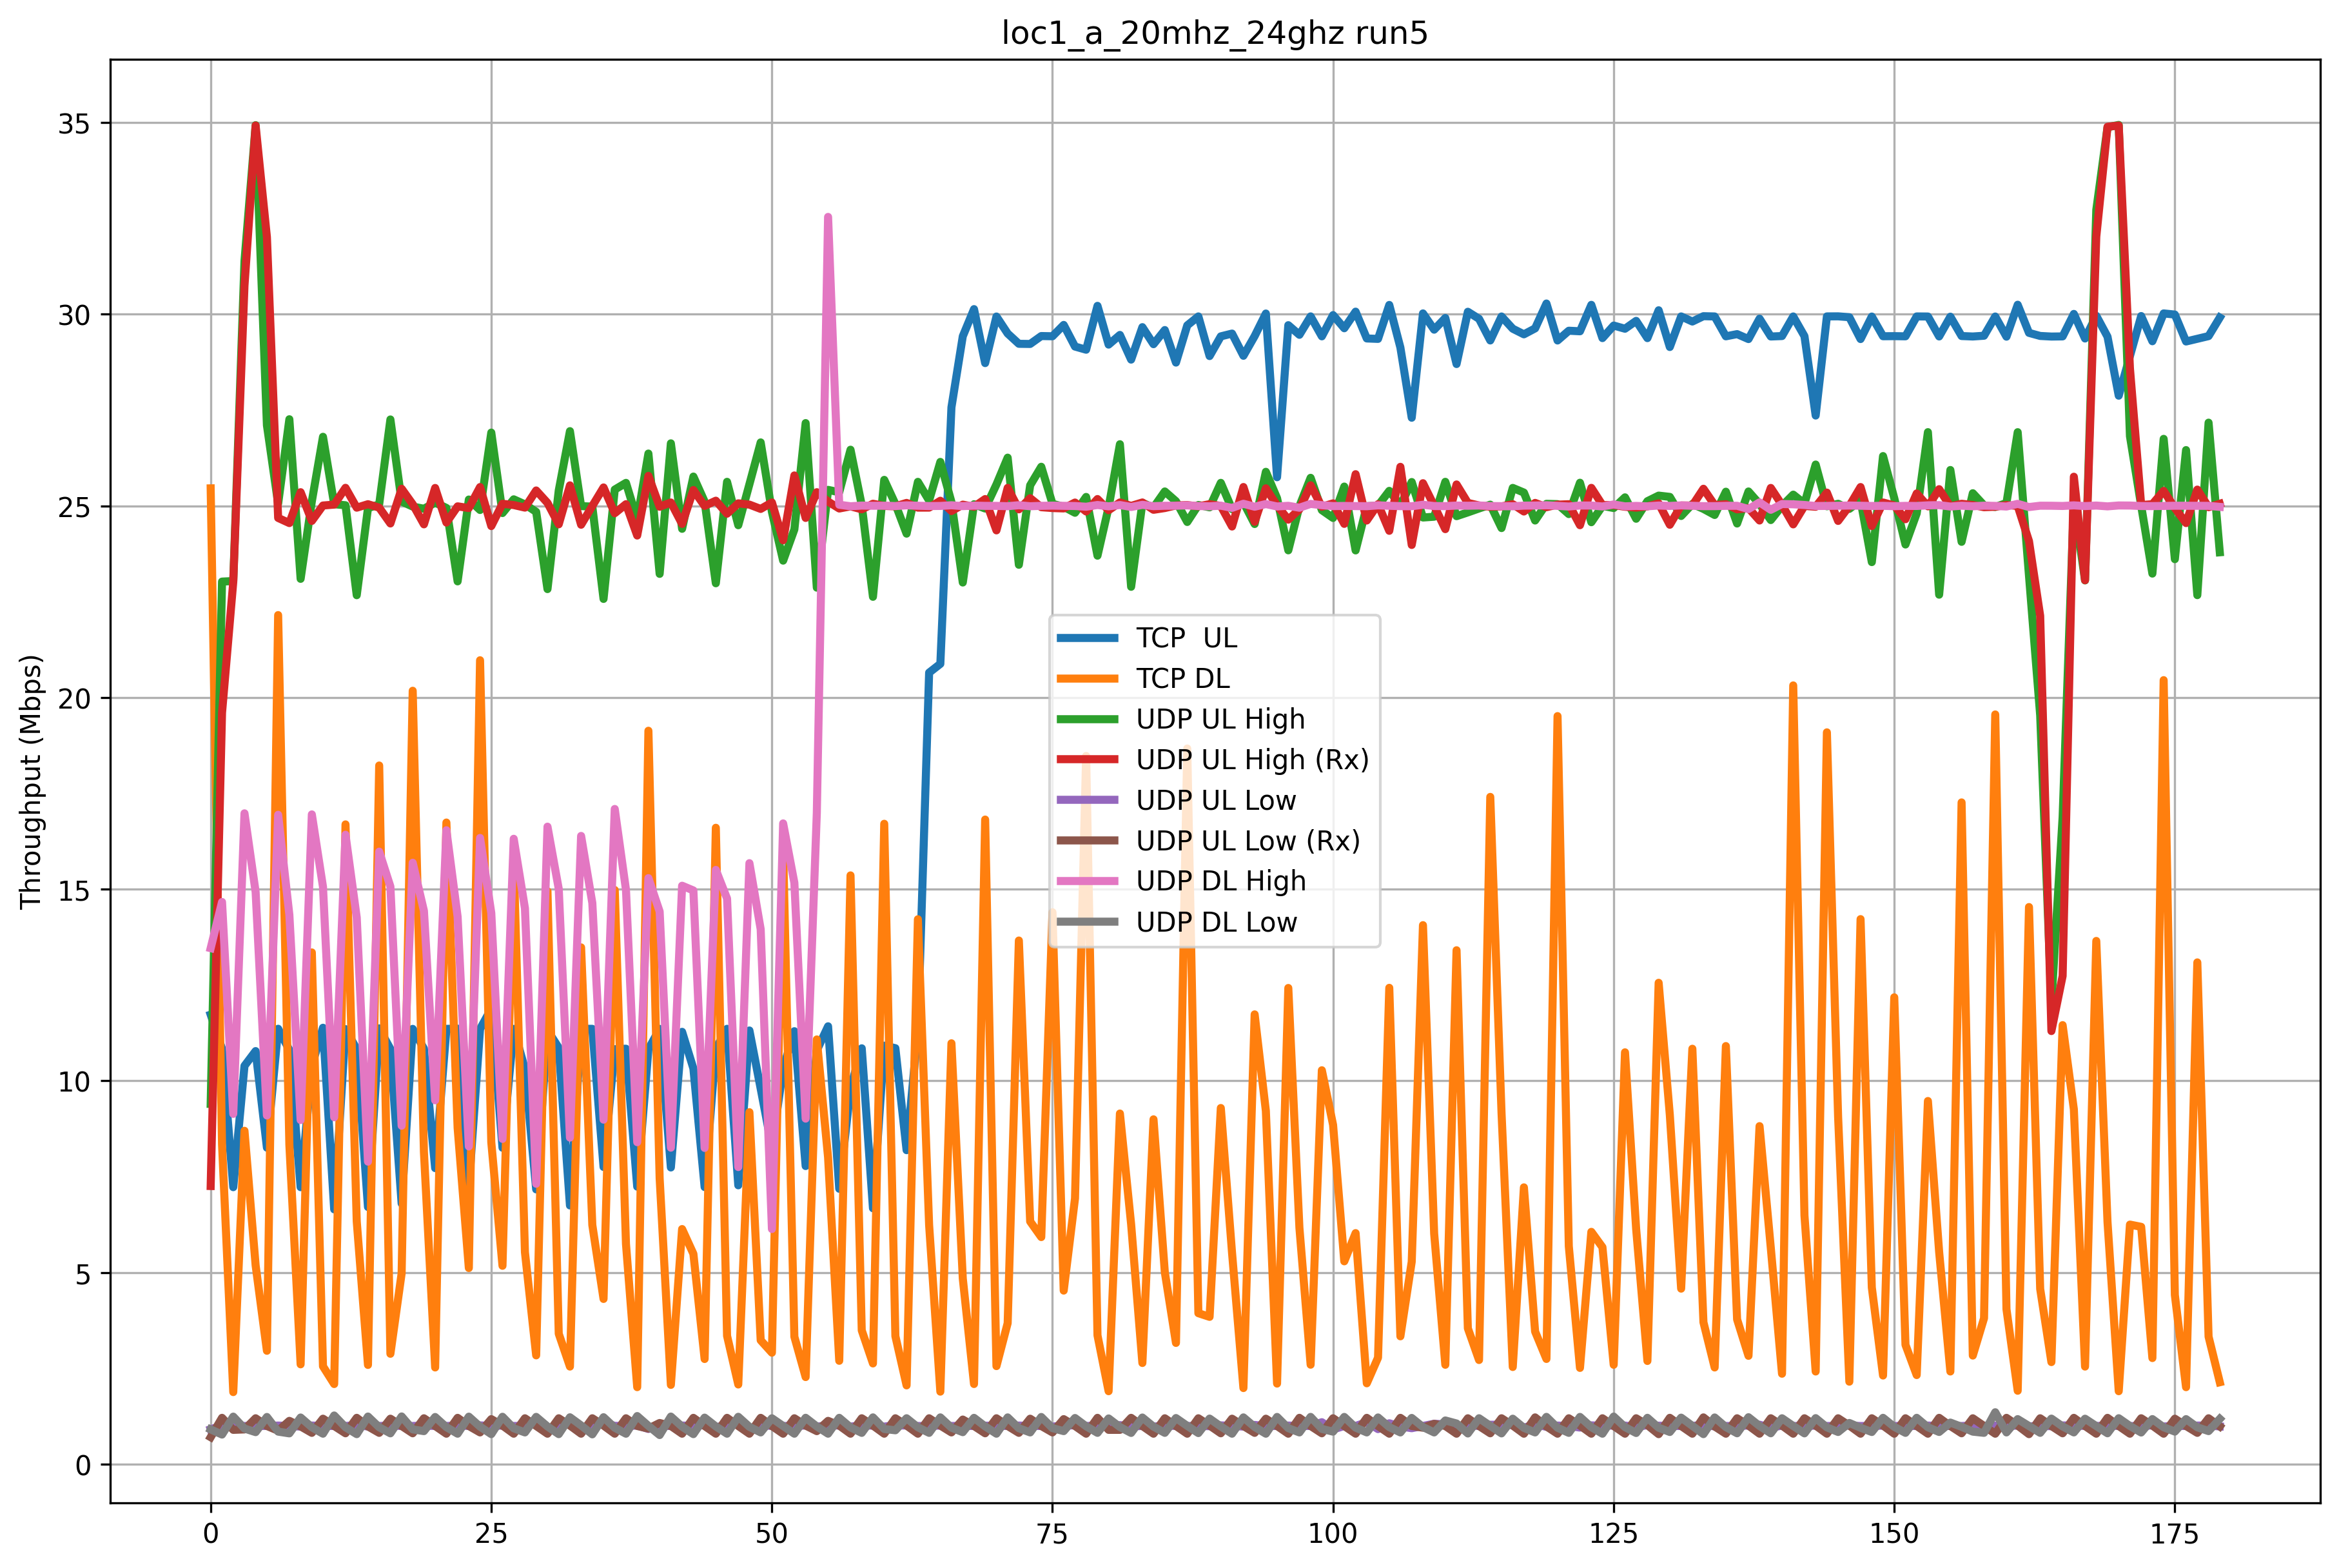 loc1_a_20mhz_24ghz run5
Throughput (Mbps)
35
30
25
20
15
10
5
0
TCP  UL
TCP DL
UDP UL High
UDP UL High (Rx)
UDP UL Low
UDP UL Low (Rx)
UDP DL High
UDP DL Low
0 25 50 75 100 125 150 175